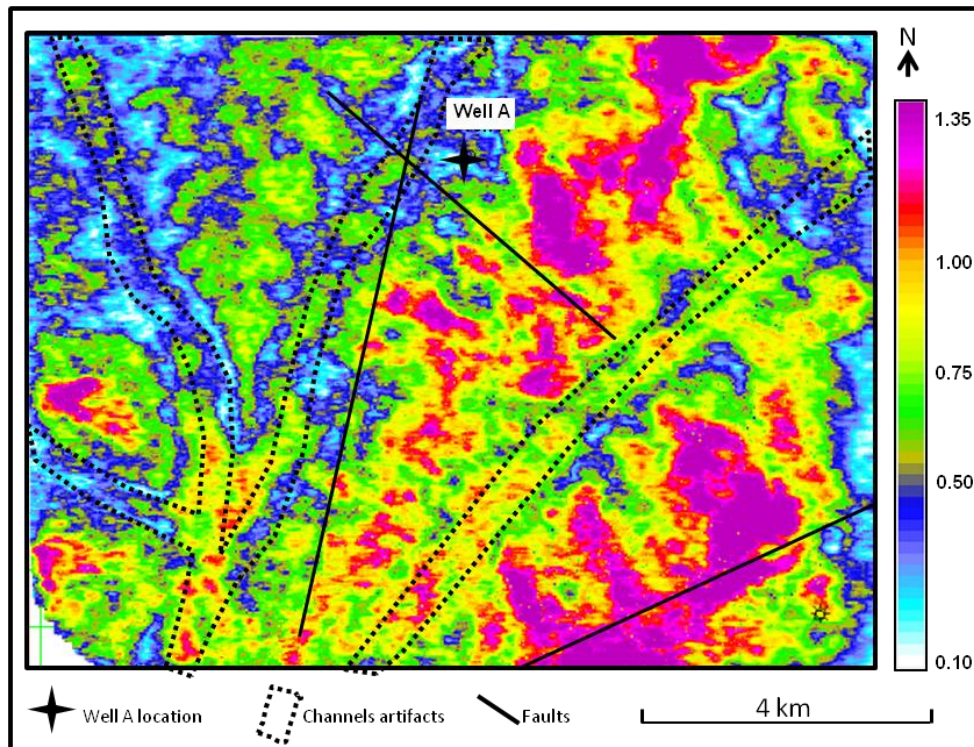 N
Well A
1.35
1.00
0.75
0.50
0.10
Well A location
Channels artifacts
Faults
4 km